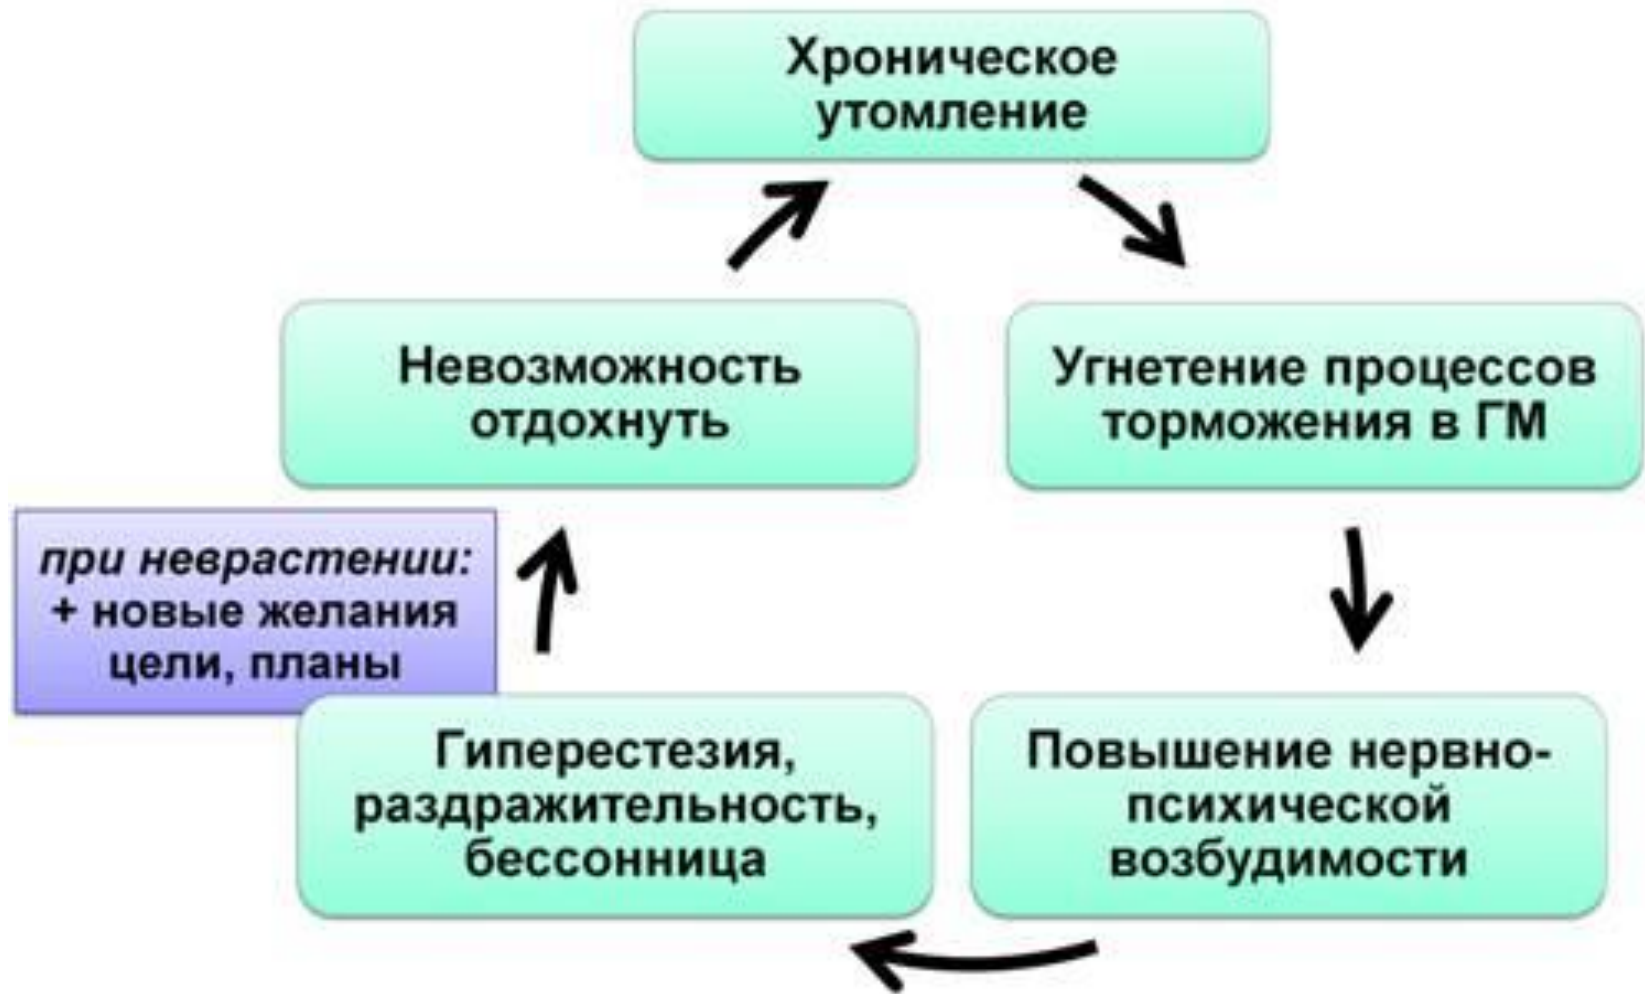 Хроническое
утомление
Невозможность
отдохнуть
Угнетение процессов
торможения в ГМ
при неврастении:
+ новые желания
цели, планы
Гиперестезия,
раздражительность,
бессонница
Повышение нервно-
психической
возбудимости